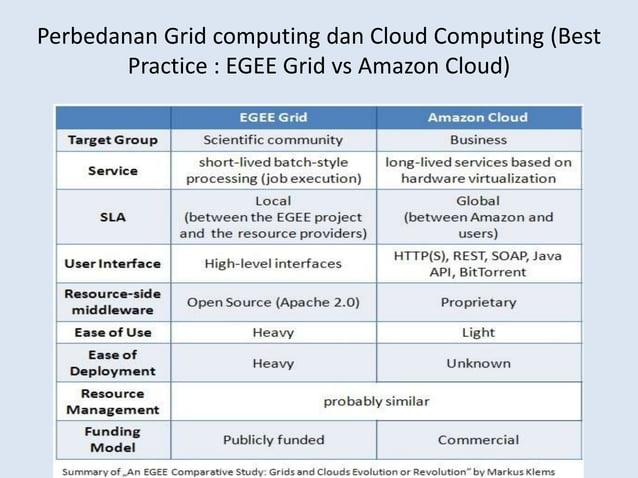 Perbedanan Grid computing dan Cloud Computing (Best
Practice : EGEE Grid vs Amazon Cloud)
EGEE Grid Amazon Cloud
Target Group Scientific community Business
Service short-lived batch-style processing (job execution) long-lived services based on hardware virtualization
SLA Local (between the EGEE project and the resource providers) Global (between Amazon and users)
User Interface High-level interfaces HTTP(S), REST, SOAP, Java API, BitTorrent
Resource-side middleware Open Source (Apache 2.0) Proprietary
Ease of Use Heavy Light
Ease of Deployment Heavy Unknown
Resource Management probably similar
Funding Model Publicly funded Commercial
Summary of „An EGEE Comparative Study: Grids and Clouds Evolution or Revolution" by Markus Klems